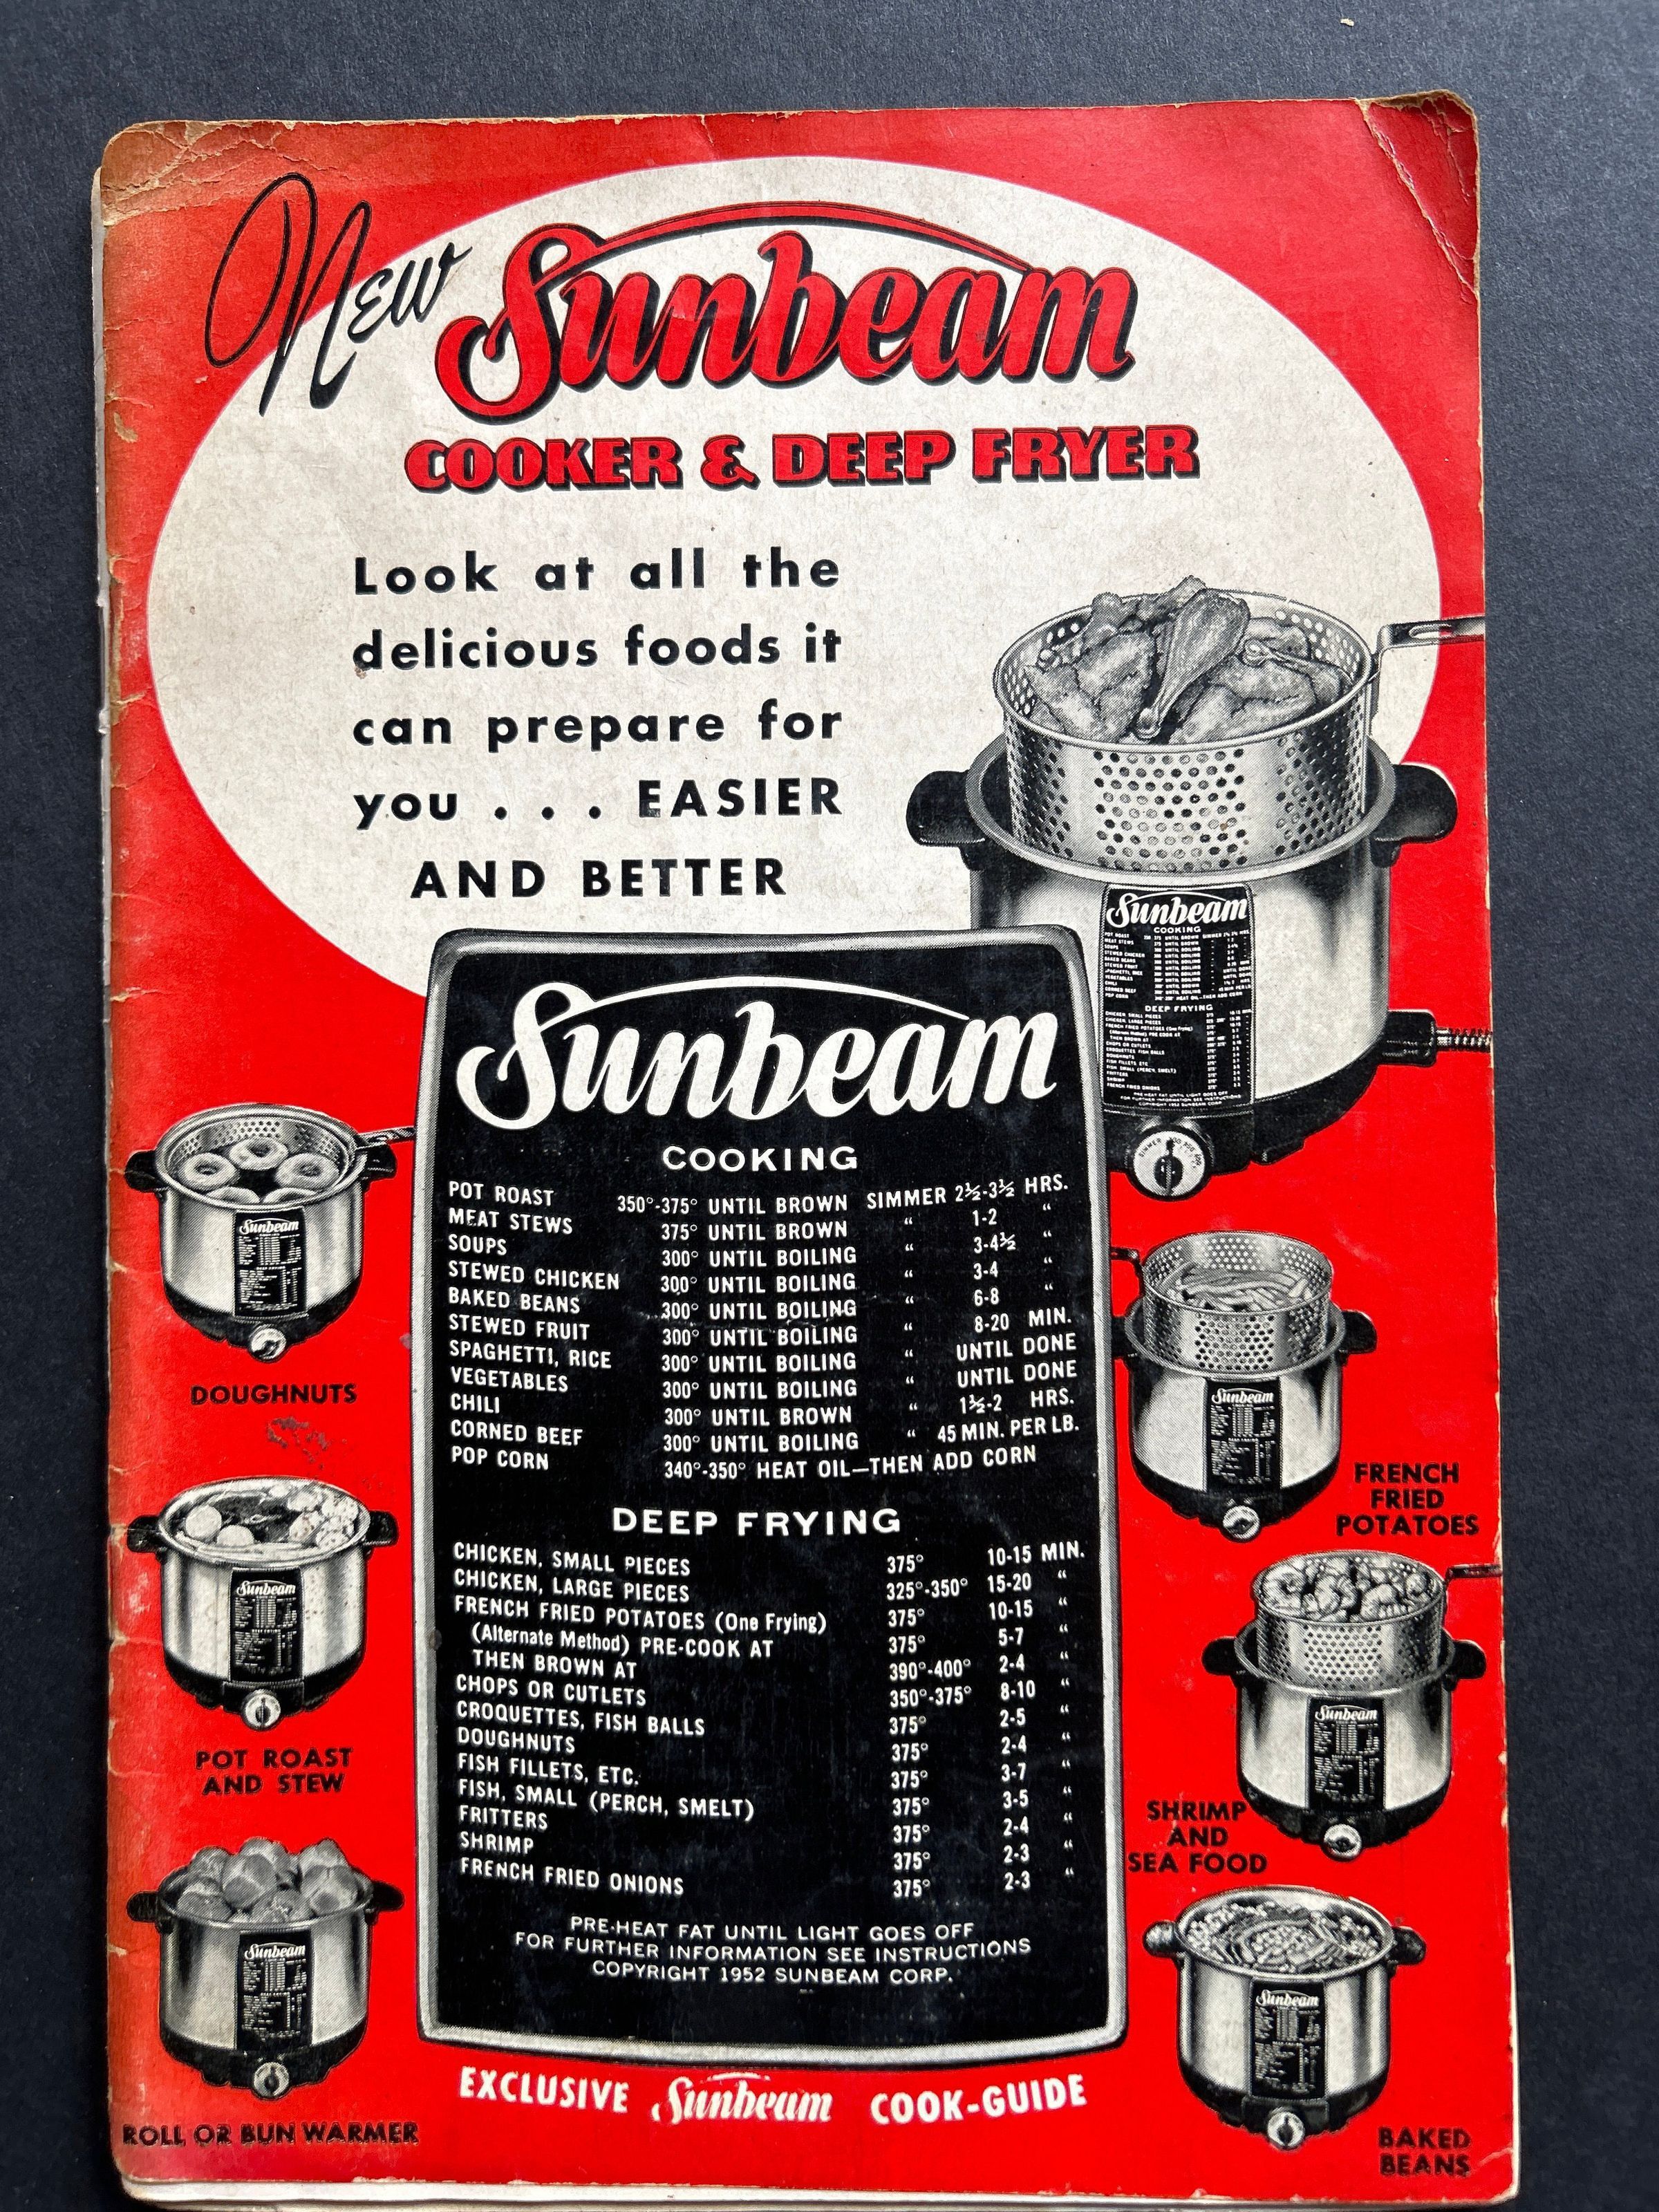 New Sunbeam
COOKER & DEEP FRYER
Look at all the
delicious foods it
can prepare for
you . . . EASIER
AND BETTER
Sunbeam
COOKING
POT ROAST 350°-375° UNTIL BROWN SIMMER 2½-3½ HRS.
MEAT STEWS 375° UNTIL BROWN “ 1-2 “
SOUPS 300° UNTIL BOILING “ 3-4½ “
STEWED CHICKEN 300° UNTIL BOILING “ 3-4 “
BAKED BEANS 300° UNTIL BOILING “ 6-8 “
STEWED FRUIT 300° UNTIL BOILING “ 8-20 MIN.
SPAGHETTI, RICE 300° UNTIL BOILING “ UNTIL DONE
VEGETABLES 300° UNTIL BOILING “ UNTIL DONE
CHILI 300° UNTIL BROWN “ 1½-2 HRS.
CORNED BEEF 300° UNTIL BOILING “ 45 MIN. PER LB.
POP CORN 340°-350° HEAT OIL—THEN ADD CORN
DEEP FRYING
CHICKEN, SMALL PIECES 375° 10-15 MIN.
CHICKEN, LARGE PIECES 325°-350° 15-20 “
FRENCH FRIED POTATOES (One Frying) 375° 10-15 “
(Alternate Method) PRE-COOK AT 375° 5-7 “
THEN BROWN AT 390°-400° 2-4 “
CHOPS OR CUTLETS 350°-375° 8-10 “
CROQUETTES, FISH BALLS 375° 2-5 “
DOUGHNUTS 375° 2-4 “
FISH FILLETS, ETC. 375° 3-7 “
FISH, SMALL (PERCH, SMELT) 375° 3-5 “
FRITTERS 375° 2-4 “
SHRIMP 375° 2-3 “
FRENCH FRIED ONIONS 375° 2-3 “
PRE-HEAT FAT UNTIL LIGHT GOES OFF
FOR FURTHER INFORMATION SEE INSTRUCTIONS
COPYRIGHT 1952 SUNBEAM CORP.
EXCLUSIVE Sunbeam COOK-GUIDE
Sunbeam
COOKING
DEEP FRYING
Sunbeam
DOUGHNUTS
Sunbeam
POT ROAST
AND STEW
Sunbeam
ROLL OR BUN WARMER
Sunbeam
FRENCH
FRIED
POTATOES
Sunbeam
SHRIMP
AND
SEA FOOD
Sunbeam
BAKED
BEANS